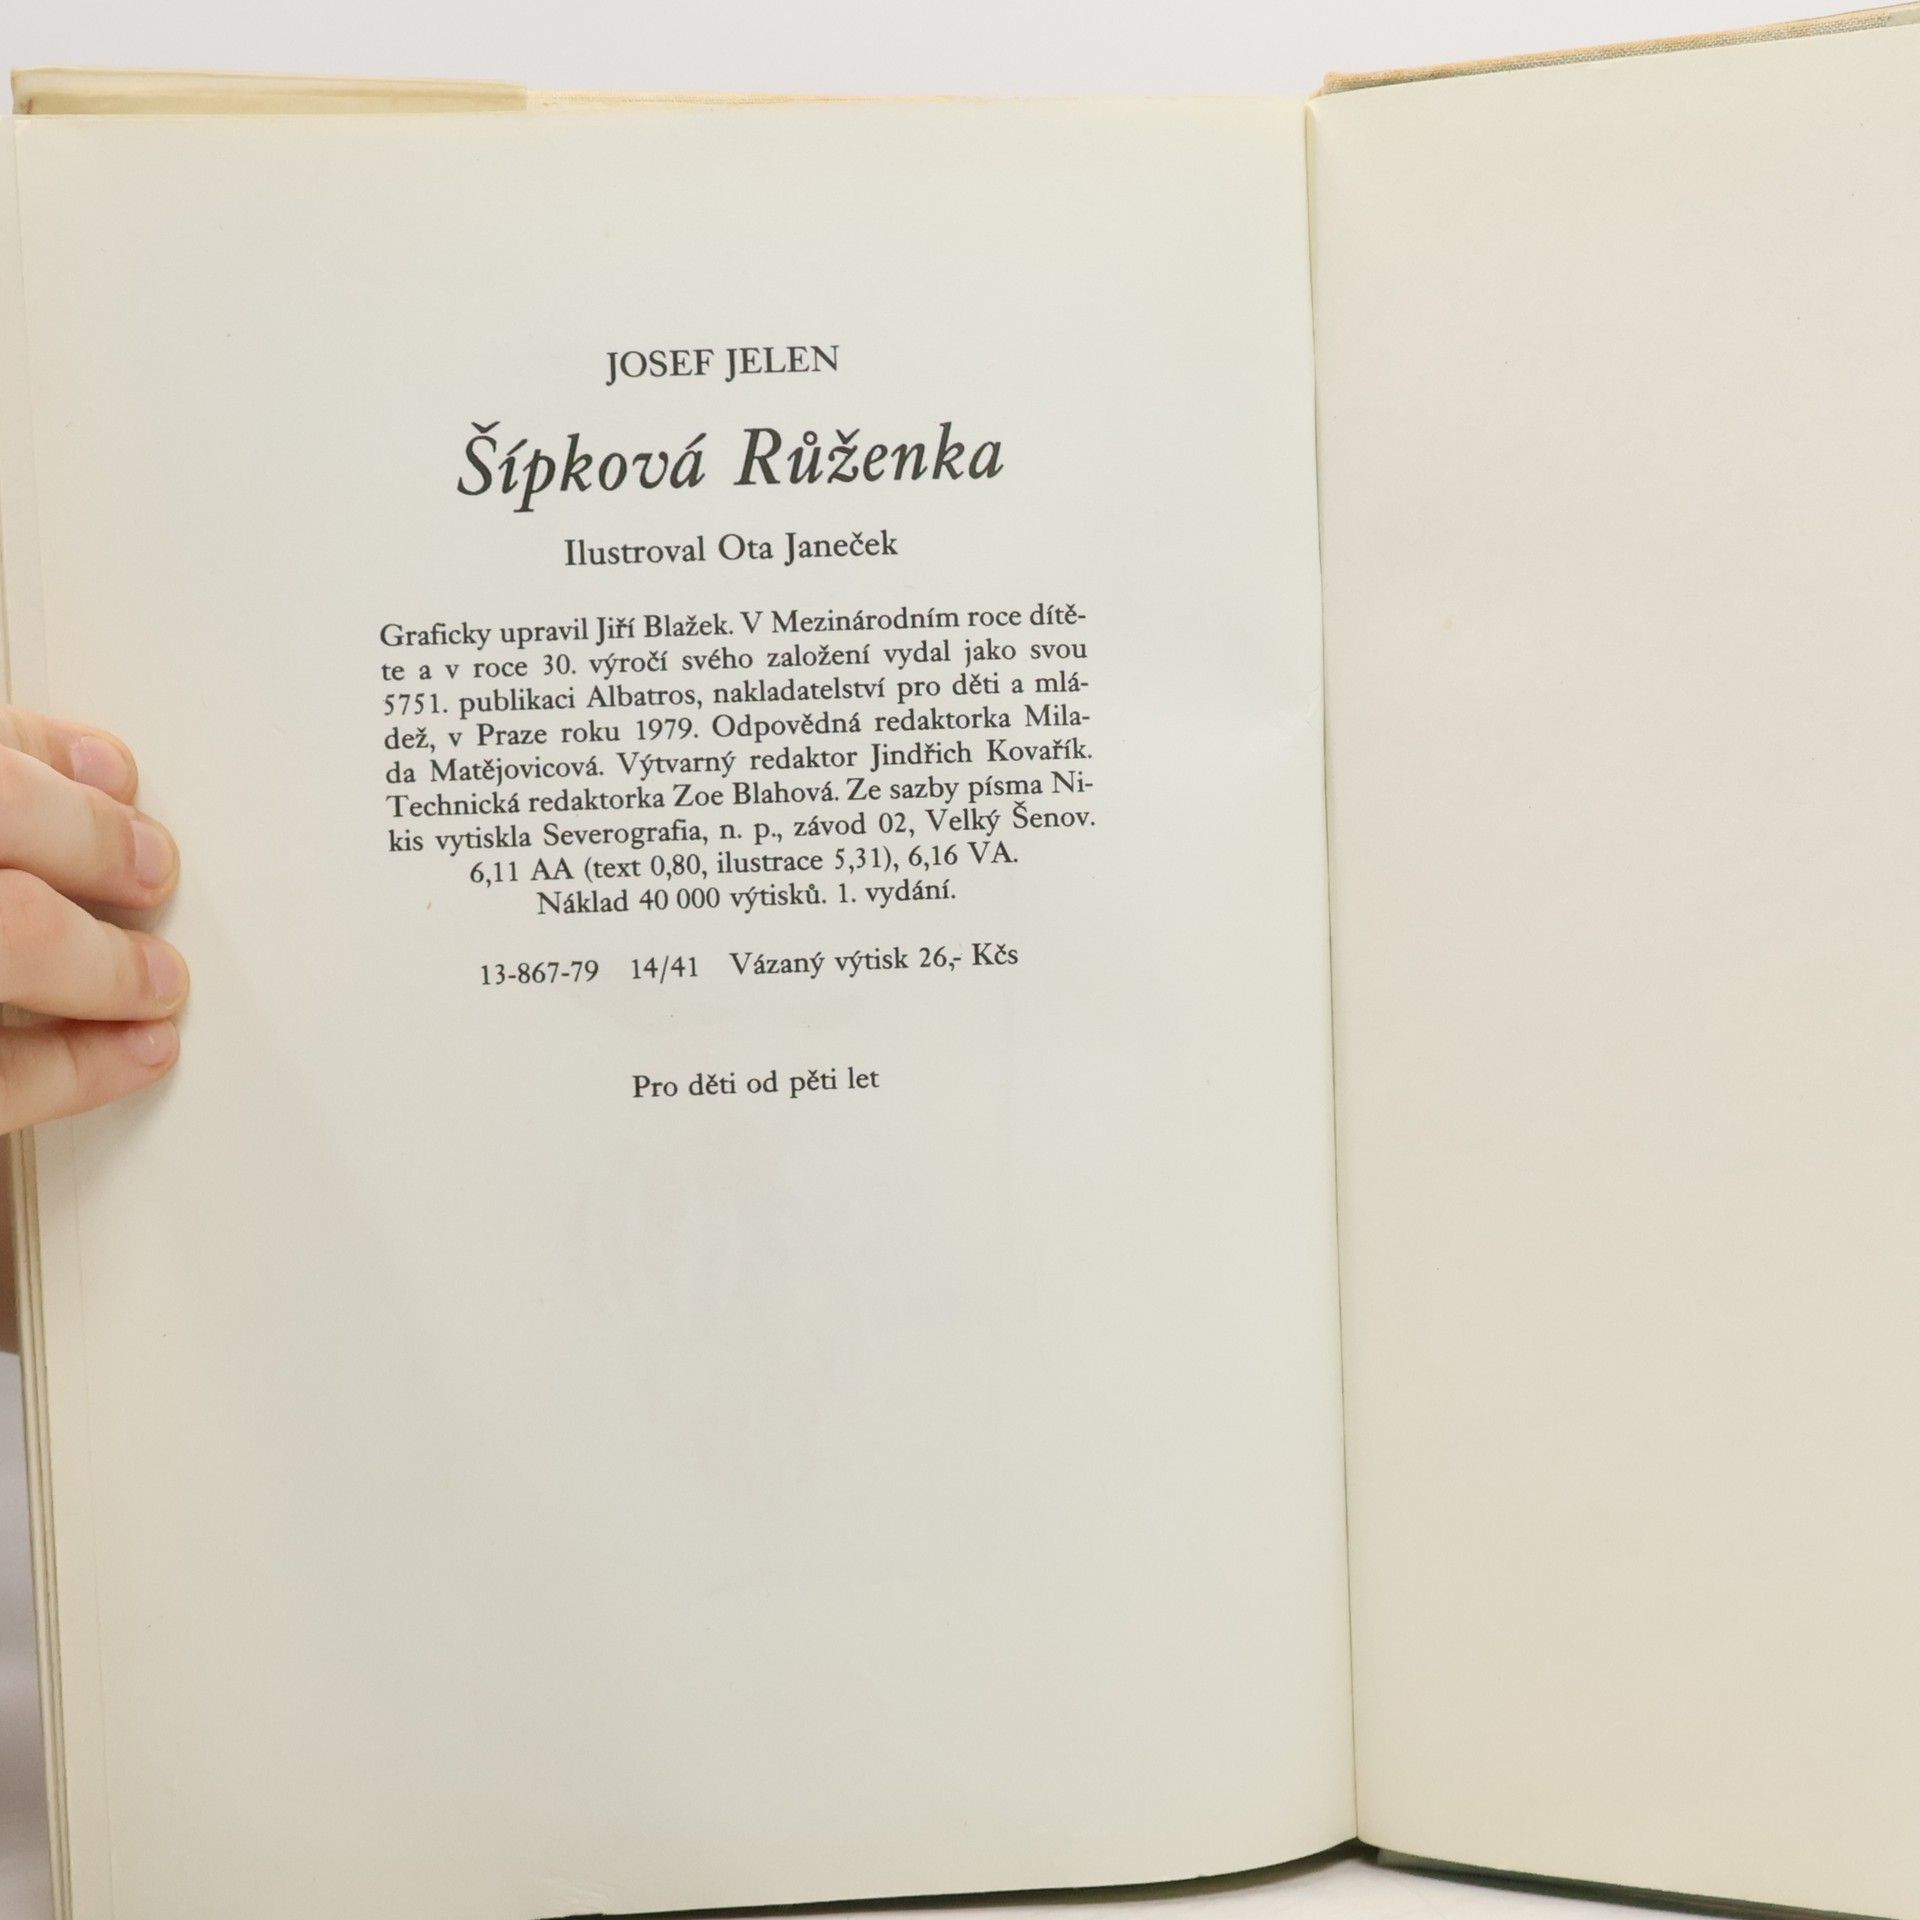 JOSEF JELEN
Šípková Růženka
Ilustroval Ota Janeček
Graficky upravil Jiří Blažek. V Mezinárodním roce dítě-
te a v roce 30. výročí svého založení vydal jako svou
5751. publikaci Albatros, nakladatelství pro děti a mlá-
dež, v Praze roku 1979. Odpovědná redaktorka Mila-
da Matějovicová. Výtvarný redaktor Jindřich Kovařík.
Technická redaktorka Zoe Blahová. Ze sazby písma Ni-
kis vytiskla Severografia, n. p., závod 02, Velký Šenov.
6,11 AA (text 0,80, ilustrace 5,31), 6,16 VA.
Náklad 40 000 výtisků. 1. vydání.
13-867-79 14/41 Vázaný výtisk 26,- Kčs
Pro děti od pěti let